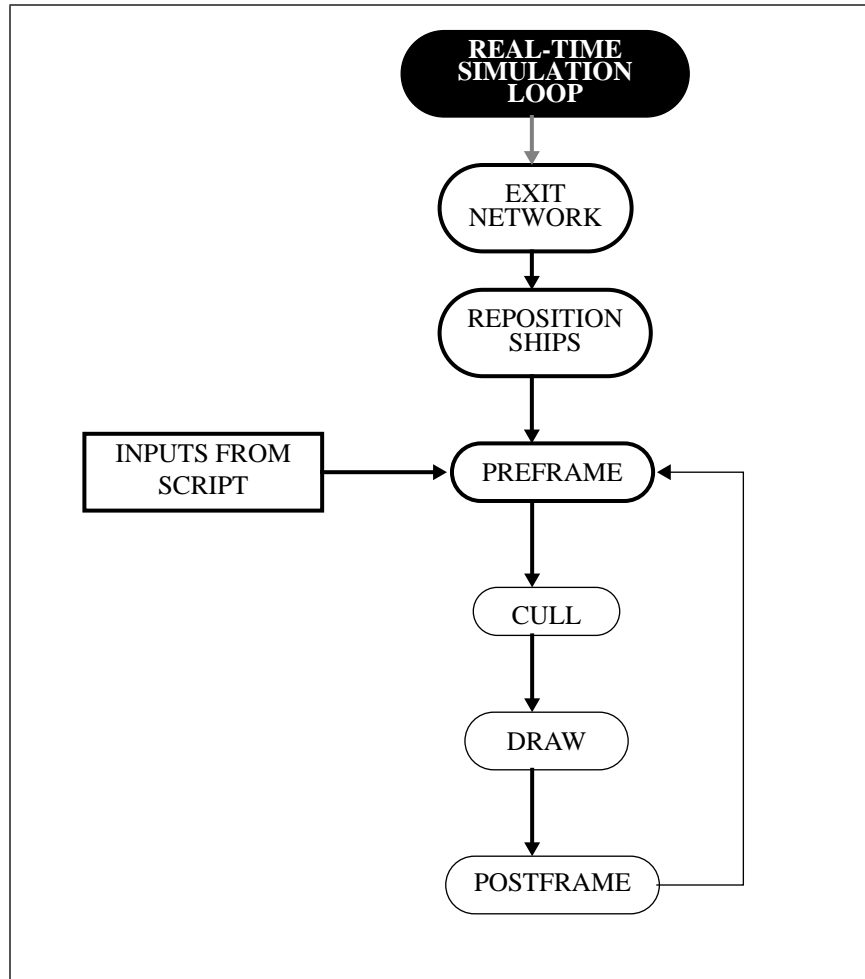 REAL-TIME
SIMULATION
LOOP
EXIT
NETWORK
REPOSITION
SHIPS
INPUTS FROM
SCRIPT
PREFRAME
CULL
DRAW
POSTFRAME